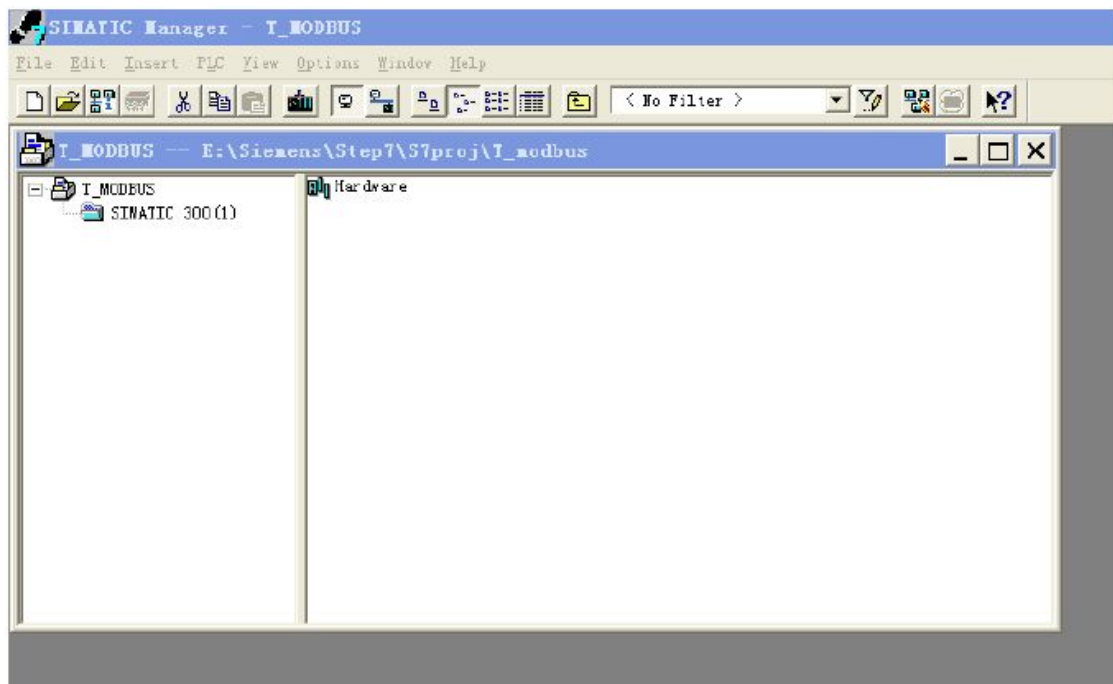 SIMATIC Manager - T_MODBUS
File Edit Insert PLC View Options Window Help
< No Filter >
T_MODBUS -- E:\Siemens\Step7\S7proj\T_modbus
T_MODBUS
Hardware
SIMATIC 300(1)